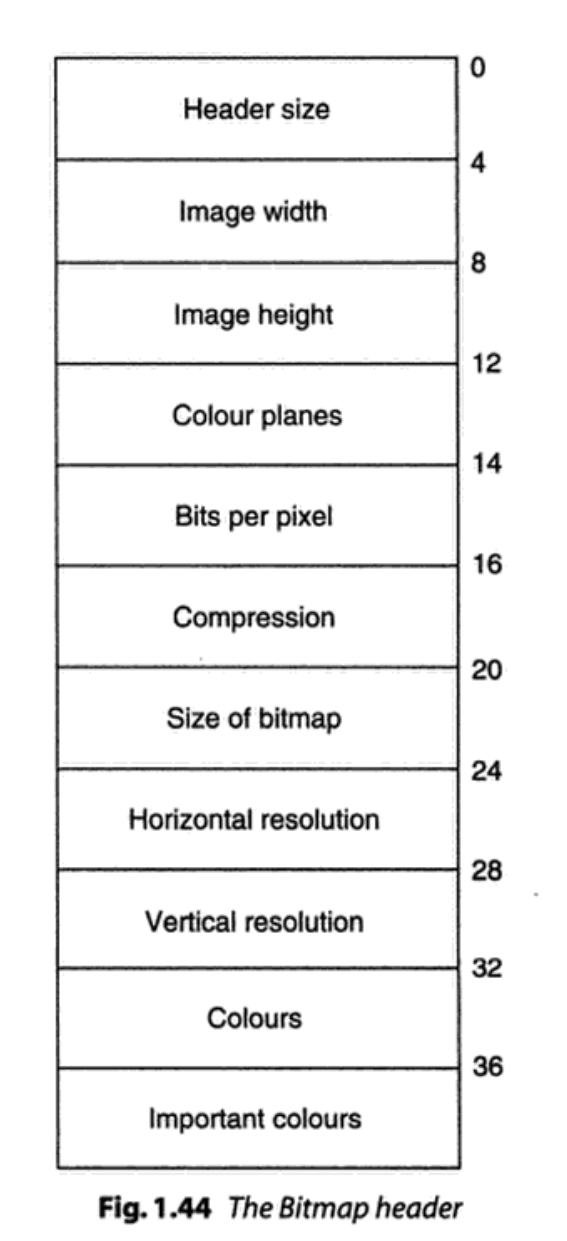 0
Header size
4
Image width
8
Image height
12
Colour planes
14
Bits per pixel
16
Compression
20
Size of bitmap
24
Horizontal resolution
28
Vertical resolution
32
Colours
36
Important colours
Fig. 1.44 The Bitmap header